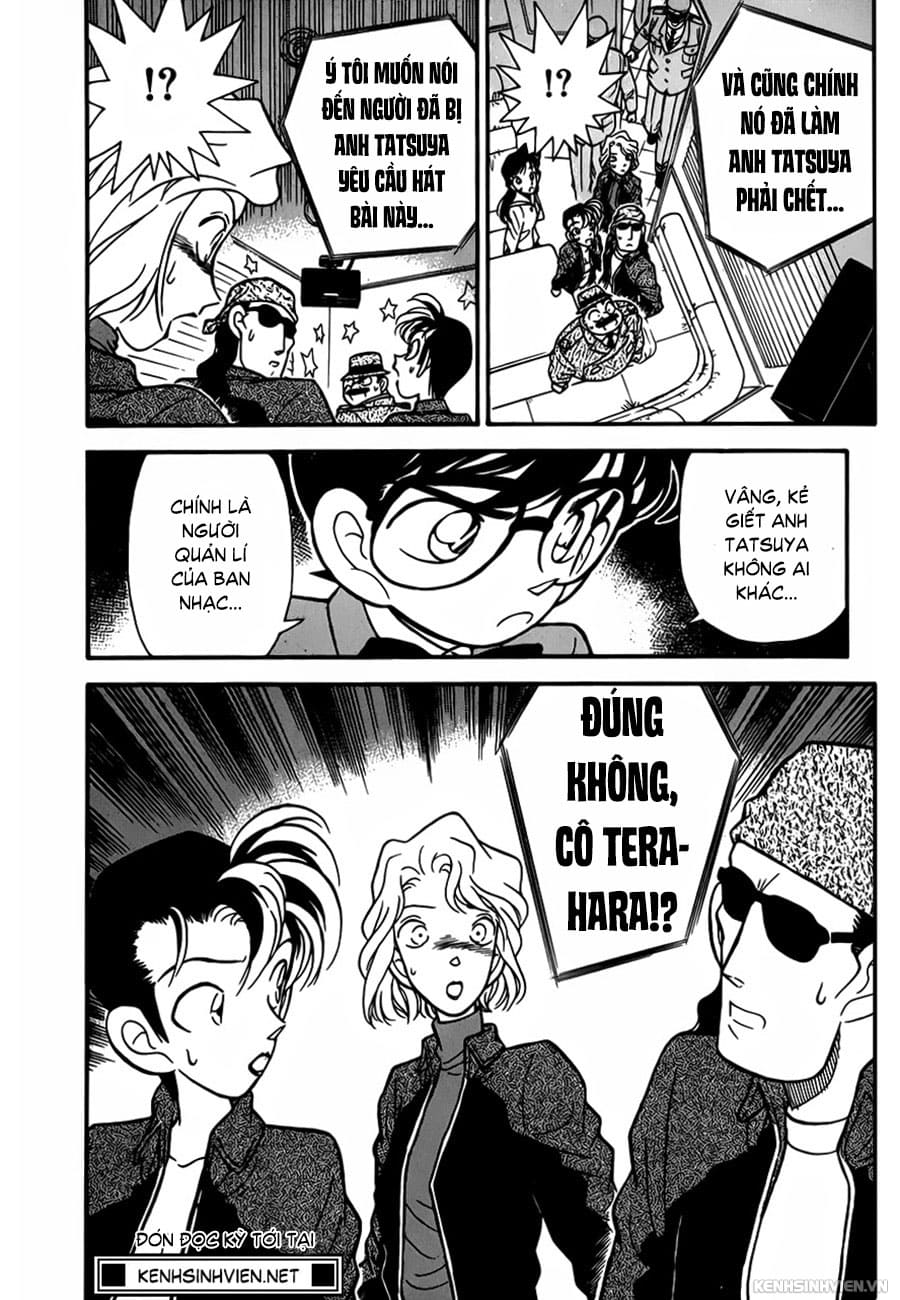 VÀ CŨNG CHÍNH
NÓ ĐÃ LÀM
ANH TATSUYA
PHẢI CHẾT...
!?
Ý TÔI MUỐN NÓI
ĐẾN NGƯỜI ĐÃ BỊ
ANH TATSUYA
YÊU CẦU HÁT
BÀI NÀY...
!?
VÂNG, KẺ
GIẾT ANH
TATSUYA
KHÔNG AI
KHÁC...
CHÍNH LÀ
NGƯỜI
QUẢN LÍ
CỦA BAN
NHẠC...
ĐÚNG
KHÔNG,
CÔ TERA-
HARA!?
ĐÓN ĐỌC KỲ TỚI TẠI
KENHSINHVIEN.NET
KENHSINHVIEN.VN